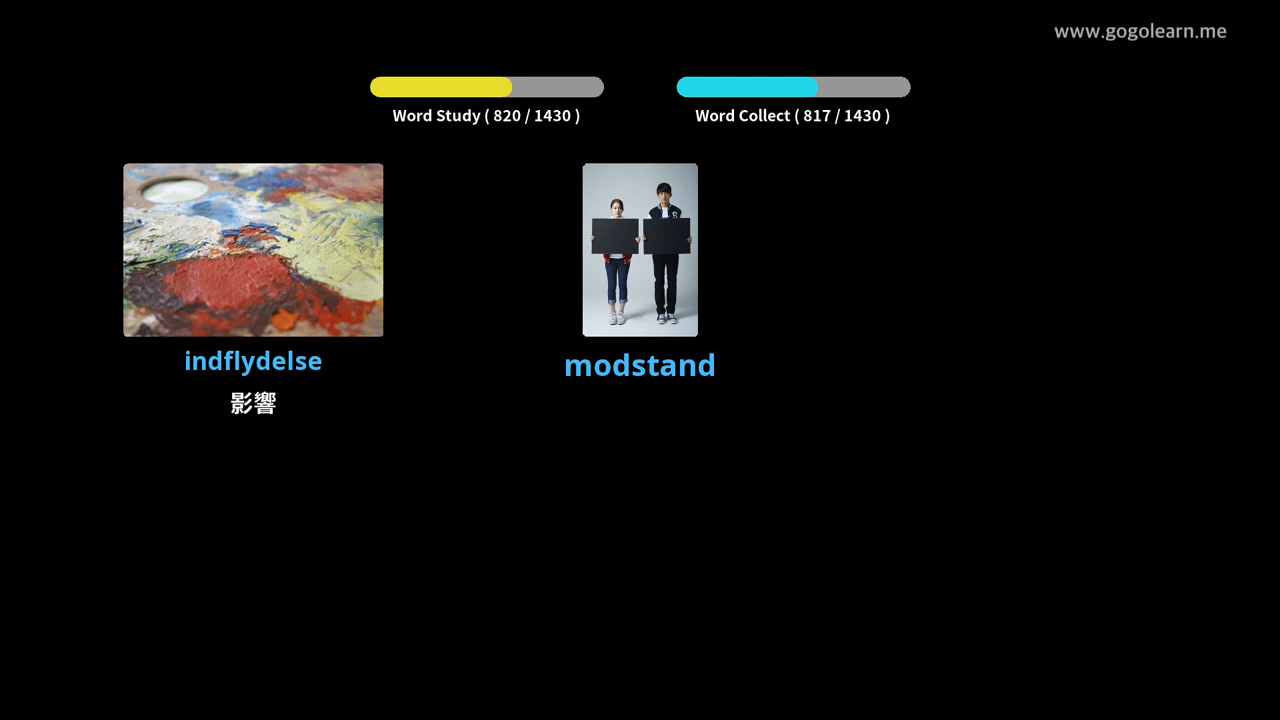 www.gogolearn.me
Word Study ( 820 / 1430 )
Word Collect ( 817 / 1430 )
indflydelse
modstand
影響